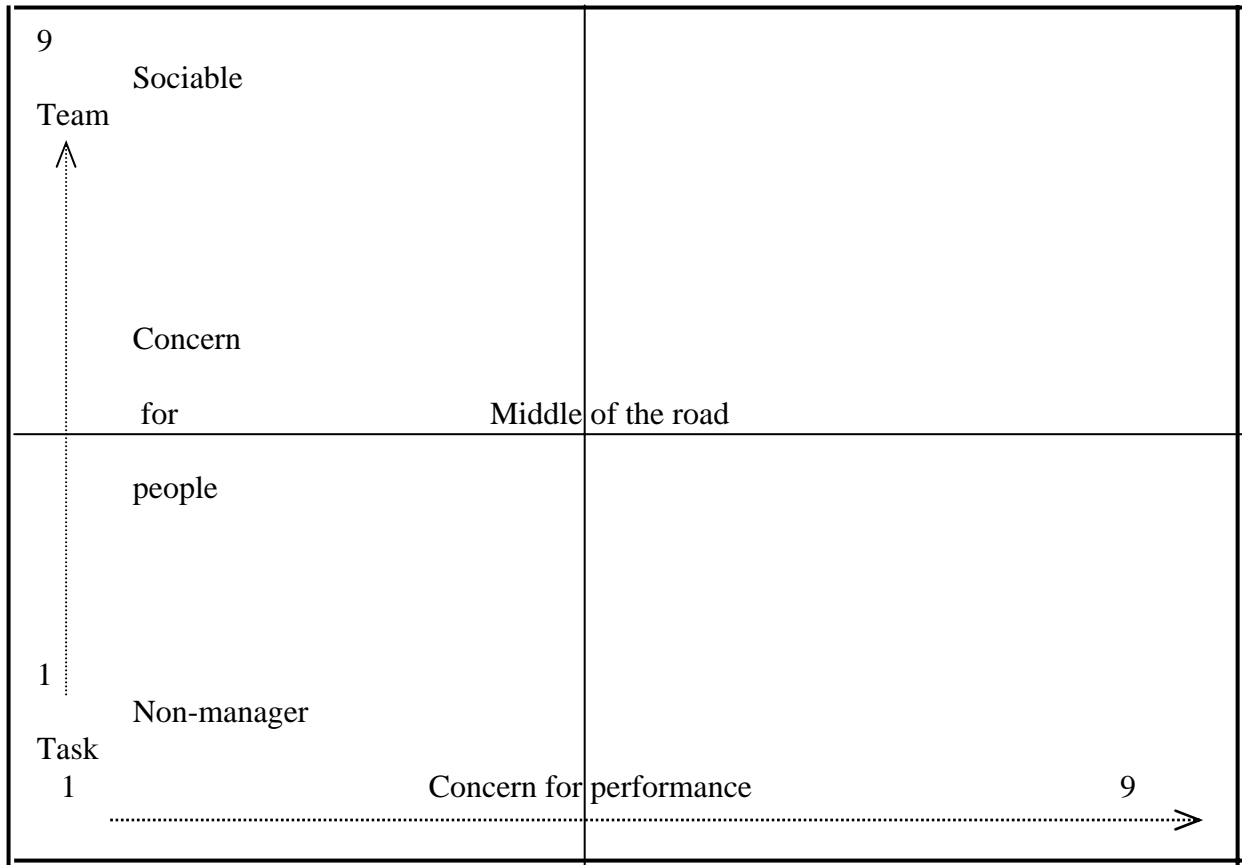 9
Sociable
Team
Concern
for Middle of the road
people
1
Non-manager
Task
1 Concern for performance 9